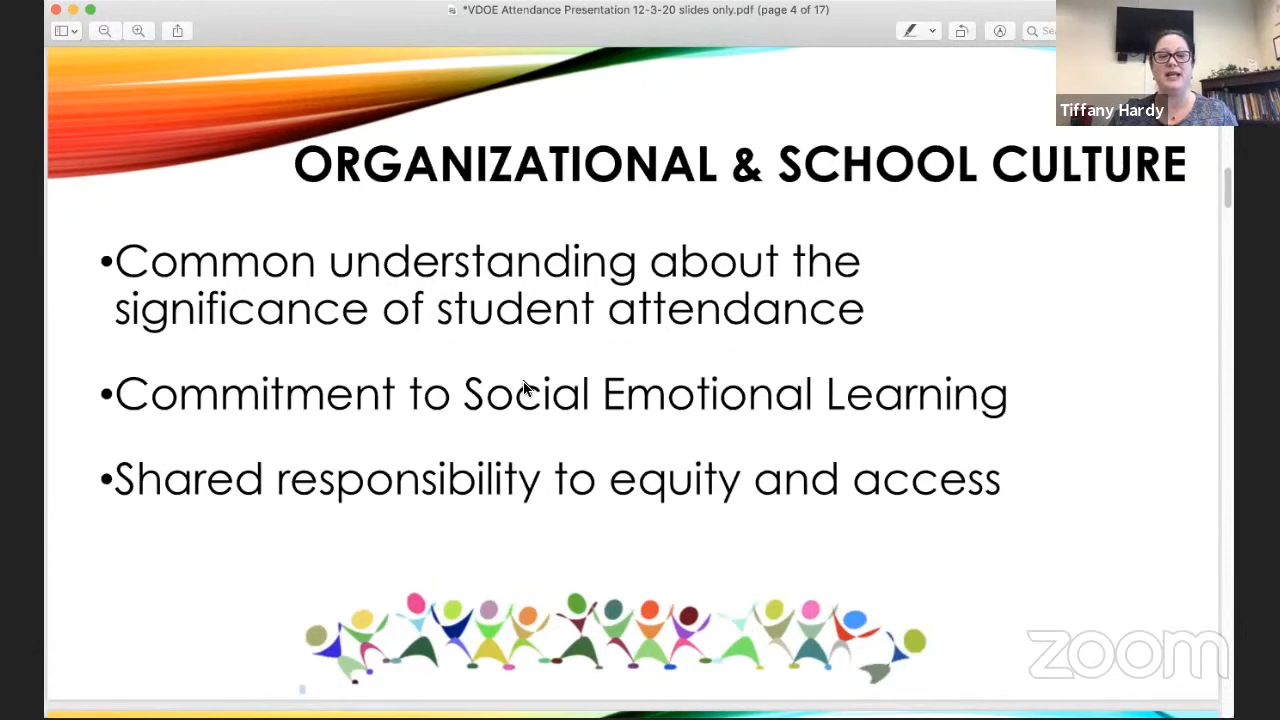 *VDOE Attendance Presentation 12-3-20 slides only.pdf (page 4 of 17)
Tiffany Hardy
ORGANIZATIONAL & SCHOOL CULTURE
•Common understanding about the
significance of student attendance
•Commitment to Social Emotional Learning
•Shared responsibility to equity and access
zoom